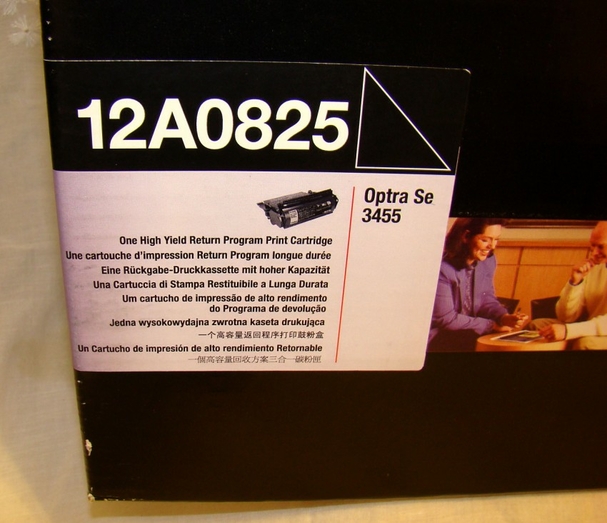 12A0825
Optra Se
3455
One High Yield Return Program Print Cartridge
Une cartouche d'impression Return Program longue durée
Eine Rückgabe-Druckkassette mit hoher Kapazität
Una Cartuccia di Stampa Restituibile a Lunga Durata
Um cartucho de impressão de alto rendimento
do Programa de devolução
Jedna wysokowydajna zwrotna kaseta drukująca
一个高容量返回程序打印鼓粉盒
Un Cartucho de impresión de alto rendimiento Retornable
一個高容量回收方案三合一碳粉匣